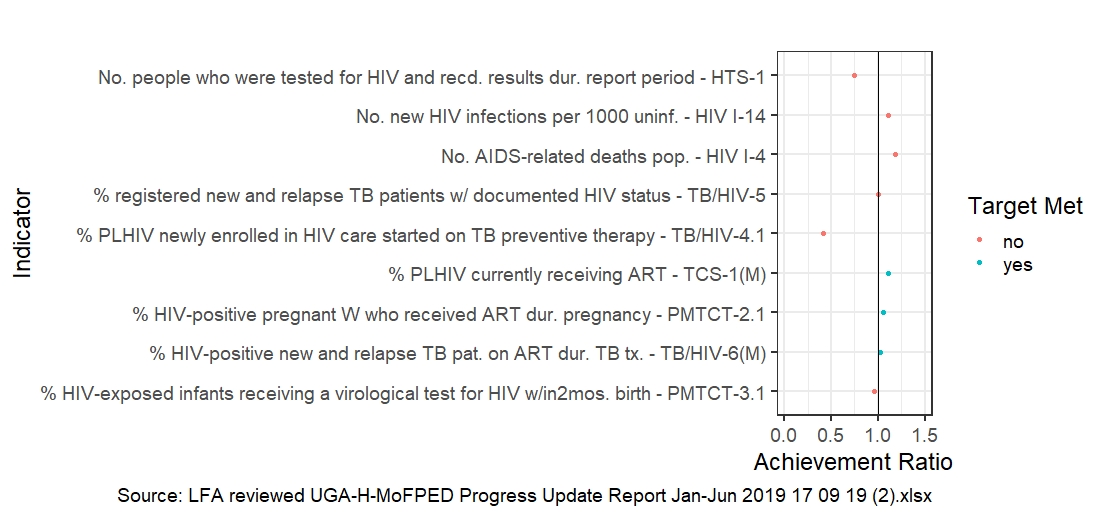 No. people who were tested for HIV and recd. results dur. report period - HTS-1
No. new HIV infections per 1000 uninf. - HIV I-14
No. AIDS-related deaths pop. - HIV I-4
% registered new and relapse TB patients w/ documented HIV status - TB/HIV-5
% PLHIV newly enrolled in HIV care started on TB preventive therapy - TB/HIV-4.1
% PLHIV currently receiving ART - TCS-1(M)
% HIV-positive pregnant W who received ART dur. pregnancy - PMTCT-2.1
% HIV-positive new and relapse TB pat. on ART dur. TB tx. - TB/HIV-6(M)
% HIV-exposed infants receiving a virological test for HIV w/in2mos. birth - PMTCT-3.1
Indicator
0.0 0.5 1.0 1.5
Achievement Ratio
Target Met
no
yes
Source: LFA reviewed UGA-H-MoFPED Progress Update Report Jan-Jun 2019 17 09 19 (2).xlsx